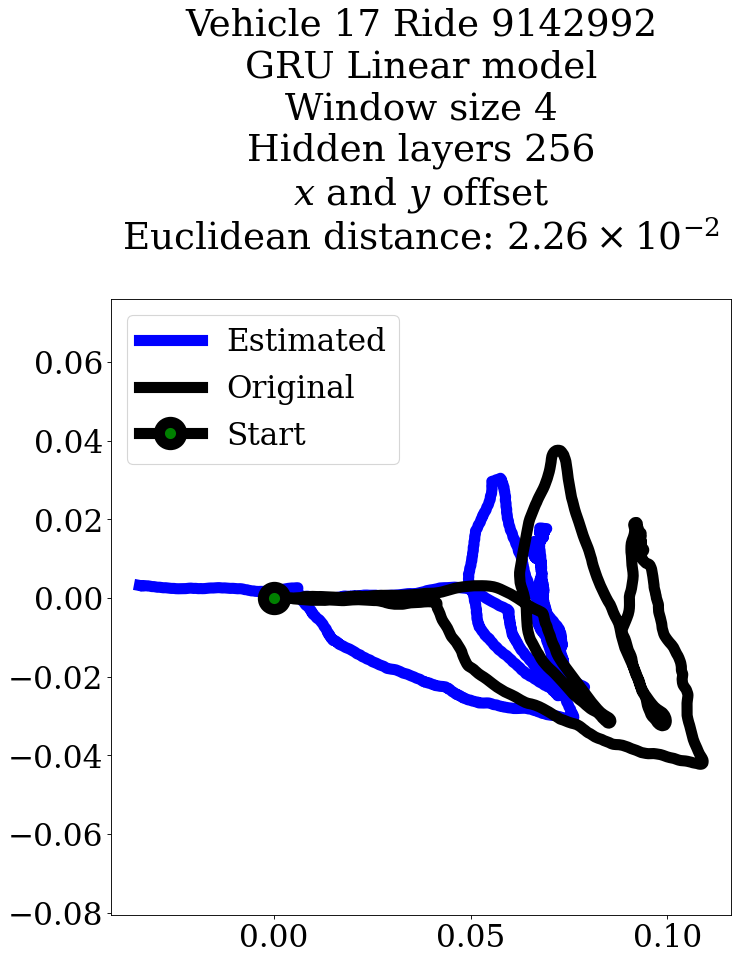 Vehicle 17 Ride 9142992
GRU Linear model
Window size 4
Hidden layers 256
x and y offset
Euclidean distance: 2.26 × 10⁻²
Estimated
Original
Start
0.06
0.04
0.02
0.00
−0.02
−0.04
−0.06
−0.08
0.00 0.05 0.10